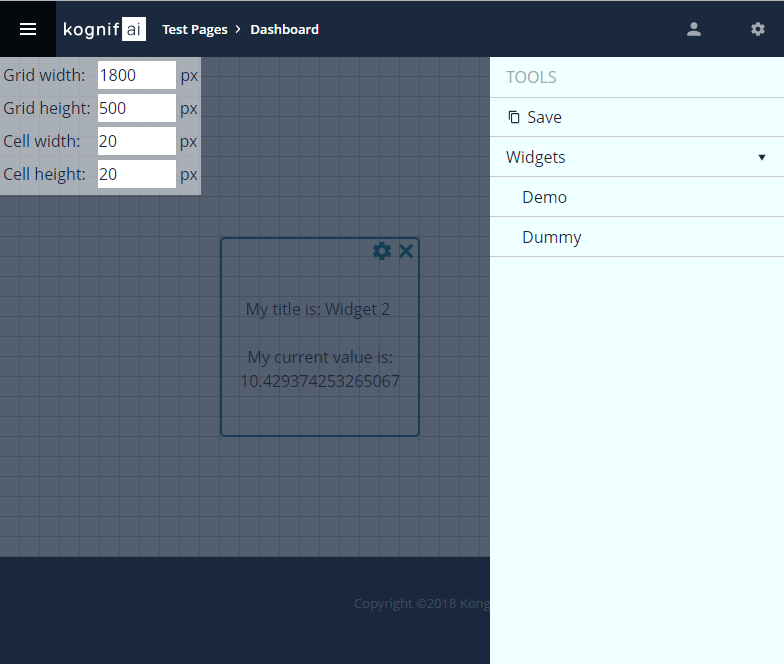 kognifai Test Pages > Dashboard
Grid width: 1800 px
Grid height: 500 px
Cell width: 20 px
Cell height: 20 px
My title is: Widget 2
My current value is:
10.429374253265067
Copyright ©2018 Kong
TOOLS
Save
Widgets
Demo
Dummy